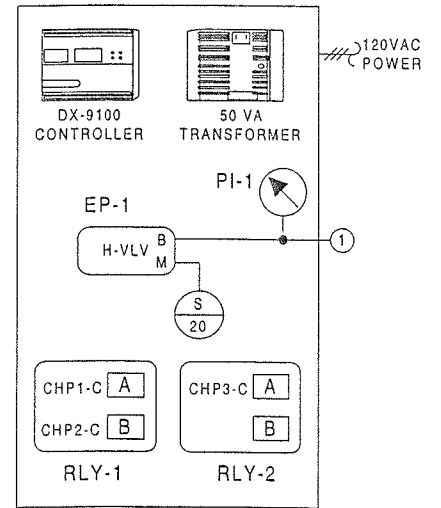 120VAC
POWER
DX-9100
CONTROLLER
50 VA
TRANSFORMER
PI-1
EP-1
H-VLV
B
M
1
S
20
CHP1-C A
CHP2-C B
CHP3-C A
B
RLY-1
RLY-2